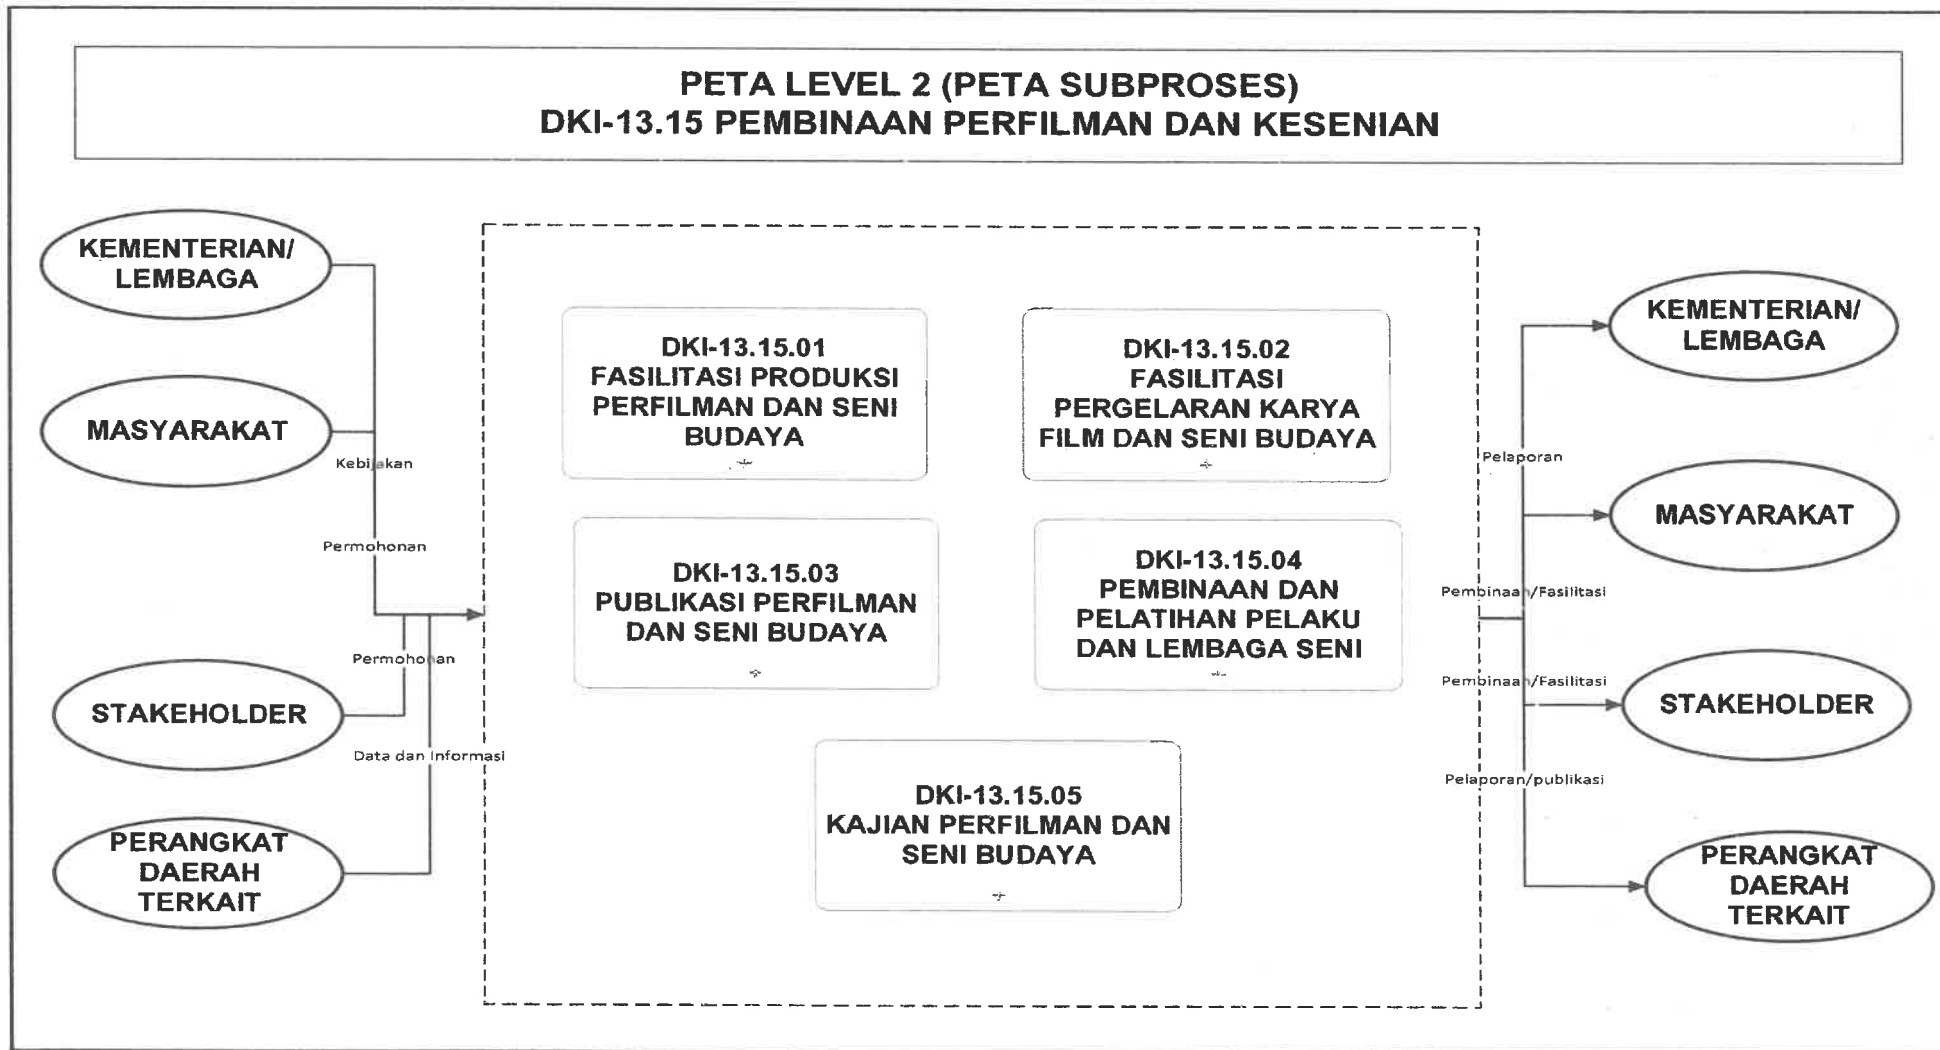 PETA LEVEL 2 (PETA SUBPROSES)
DKI-13.15 PEMBINAAN PERFILMAN DAN KESENIAN
KEMENTERIAN/
LEMBAGA
MASYARAKAT
Kebijakan
Permohonan
Permohonan
STAKEHOLDER
Data dan Informasi
PERANGKAT
DAERAH
TERKAIT
DKI-13.15.01
FASILITASI PRODUKSI
PERFILMAN DAN SENI
BUDAYA
DKI-13.15.02
FASILITASI
PERGELARAN KARYA
FILM DAN SENI BUDAYA
DKI-13.15.03
PUBLIKASI PERFILMAN
DAN SENI BUDAYA
DKI-13.15.04
PEMBINAAN DAN
PELATIHAN PELAKU
DAN LEMBAGA SENI
DKI-13.15.05
KAJIAN PERFILMAN DAN
SENI BUDAYA
KEMENTERIAN/
LEMBAGA
Pelaporan
MASYARAKAT
Pembinaan/Fasilitasi
Pembinaan/Fasilitasi
STAKEHOLDER
Pelaporan/publikasi
PERANGKAT
DAERAH
TERKAIT